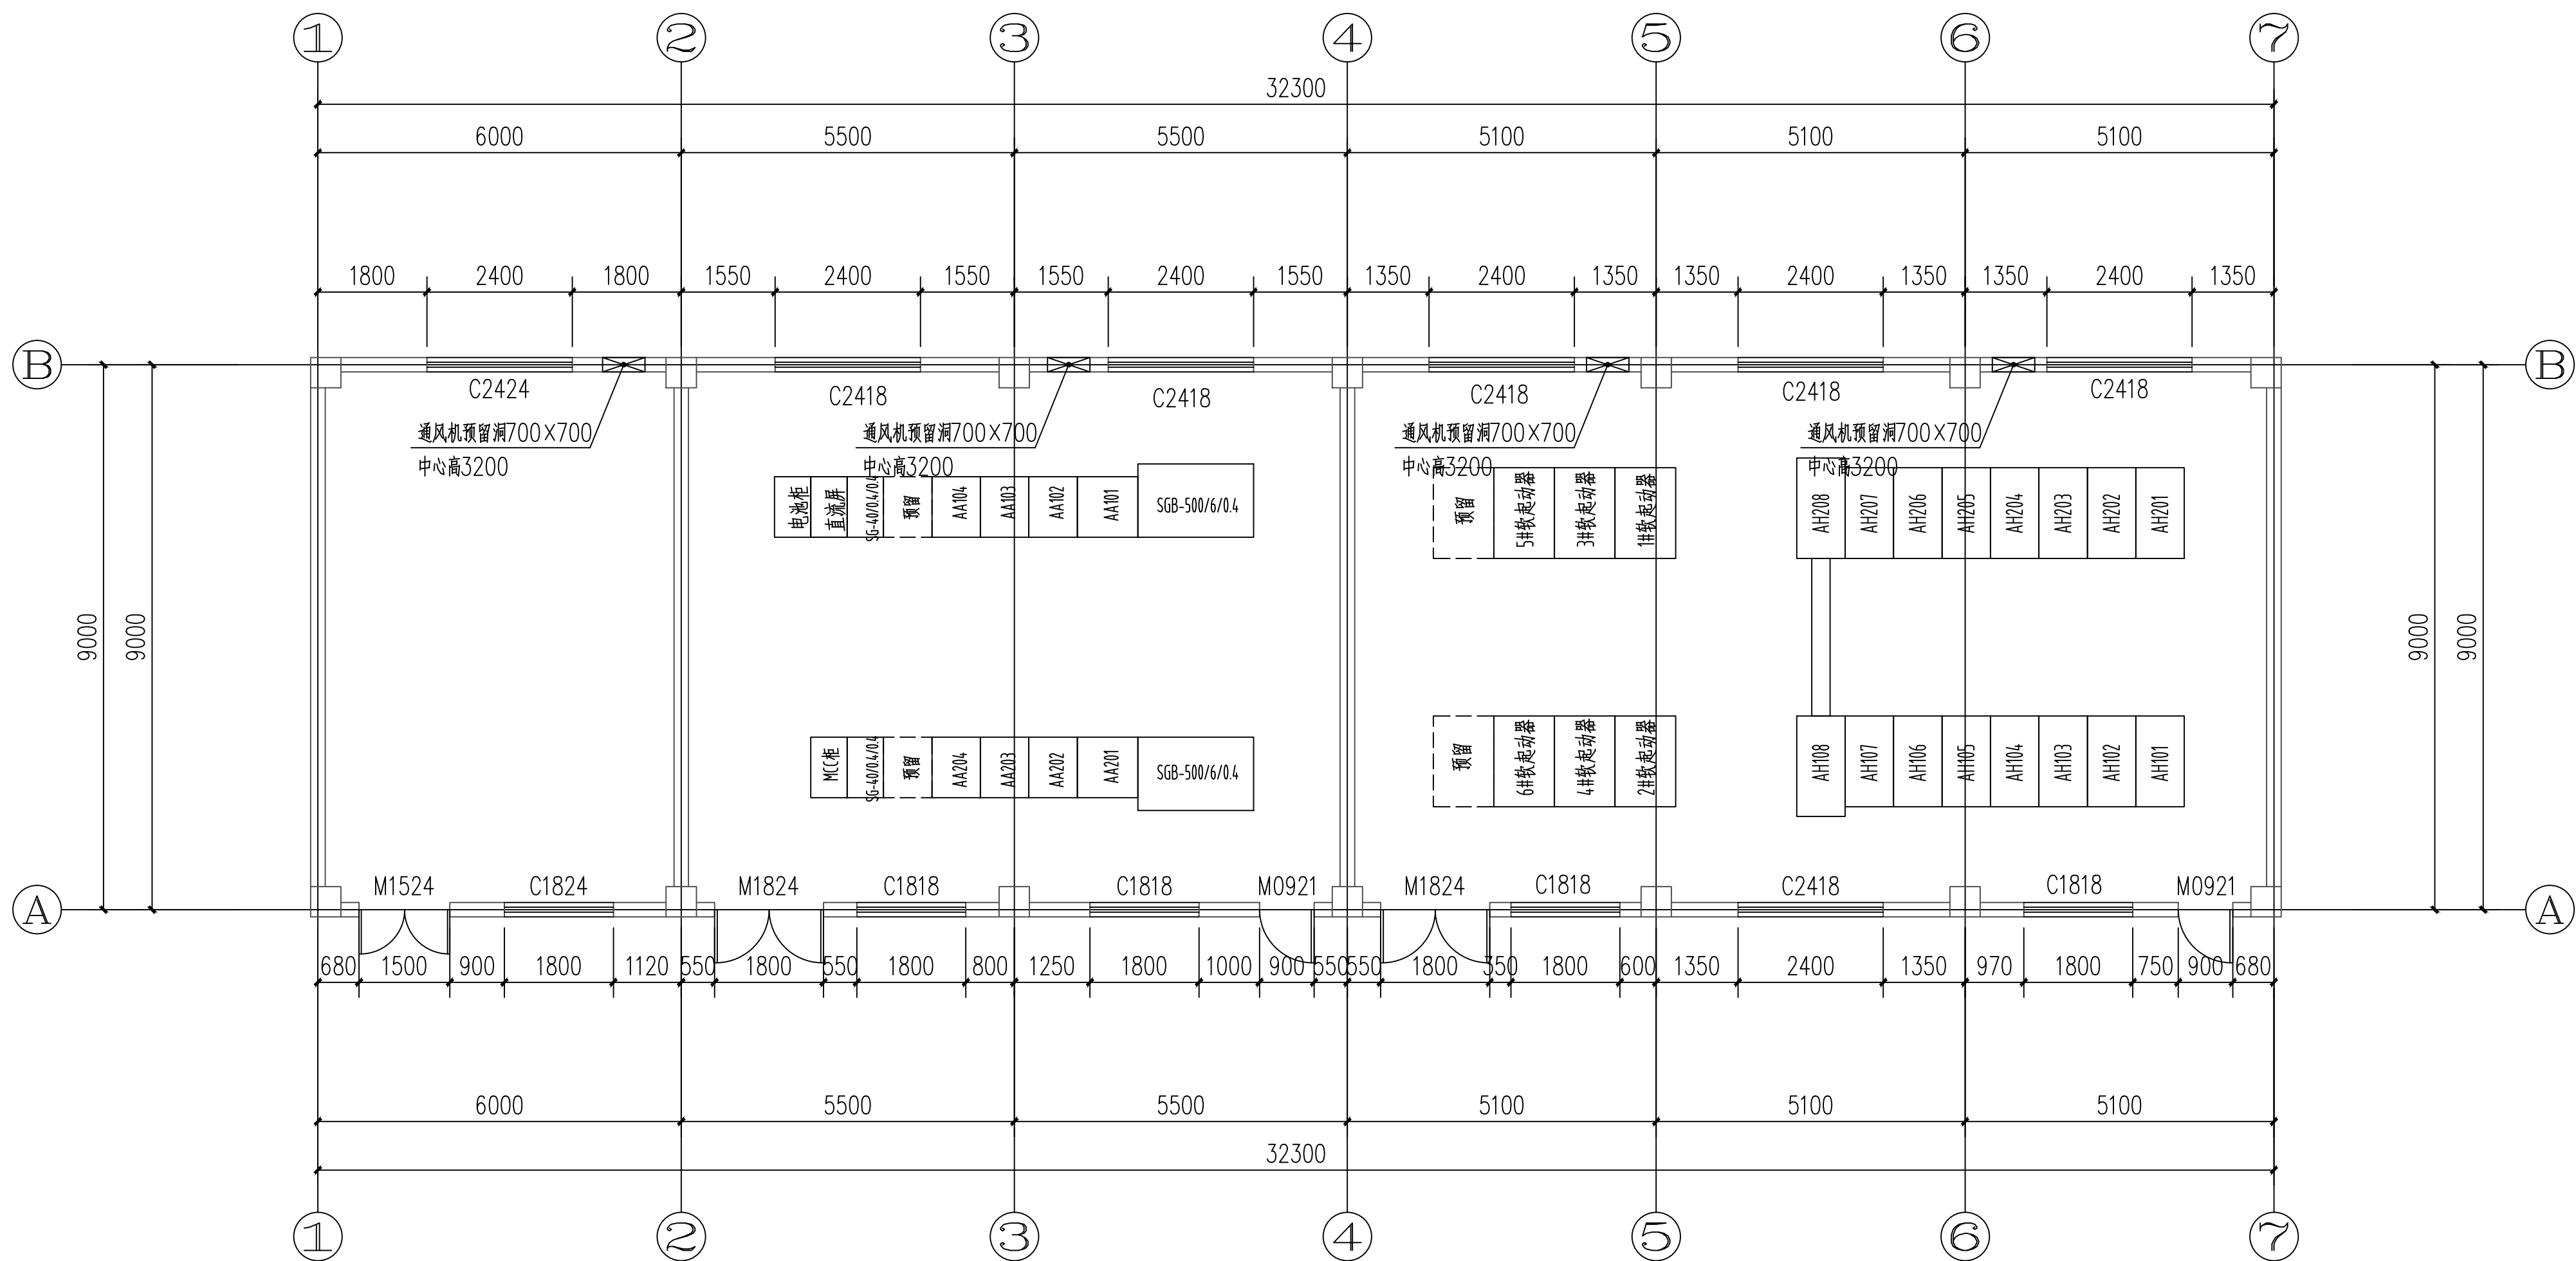 1 2 3 4 5 6 7
32300
6000 5500 5500 5100 5100 5100
1800 2400 1800 1550 2400 1550 1550 2400 1550 1350 2400 1350 1350 2400 1350 1350 2400 1350
B B
C2424 C2418 C2418 C2418 C2418 C2418
通风机预留洞700×700 通风机预留洞700×700 通风机预留洞700×700 通风机预留洞700×700
中心高3200 中心高3200 中心高3200 中心高3200
电池柜 直流屏 SG-40/0.4/0.4 预留 AA104 AA103 AA102 AA101 SGB-500/6/0.4
预留 5#软起动器 3#软起动器 1#软起动器
AH208 AH207 AH206 AH205 AH204 AH203 AH202 AH201
9000 9000 9000 9000
MCC柜 SG-40/0.4/0.4 预留 AA204 AA203 AA202 AA201 SGB-500/6/0.4
预留 6#软起动器 4#软起动器 2#软起动器
AH108 AH107 AH106 AH105 AH104 AH103 AH102 AH101
M1524 C1824 M1824 C1818 C1818 M0921 M1824 C1818 C2418 C1818 M0921
A A
680 1500 900 1800 1120 550 1800 550 1800 800 1250 1800 1000 900 550 550 1800 350 1800 600 1350 2400 1350 970 1800 750 900 680
6000 5500 5500 5100 5100 5100
32300
1 2 3 4 5 6 7